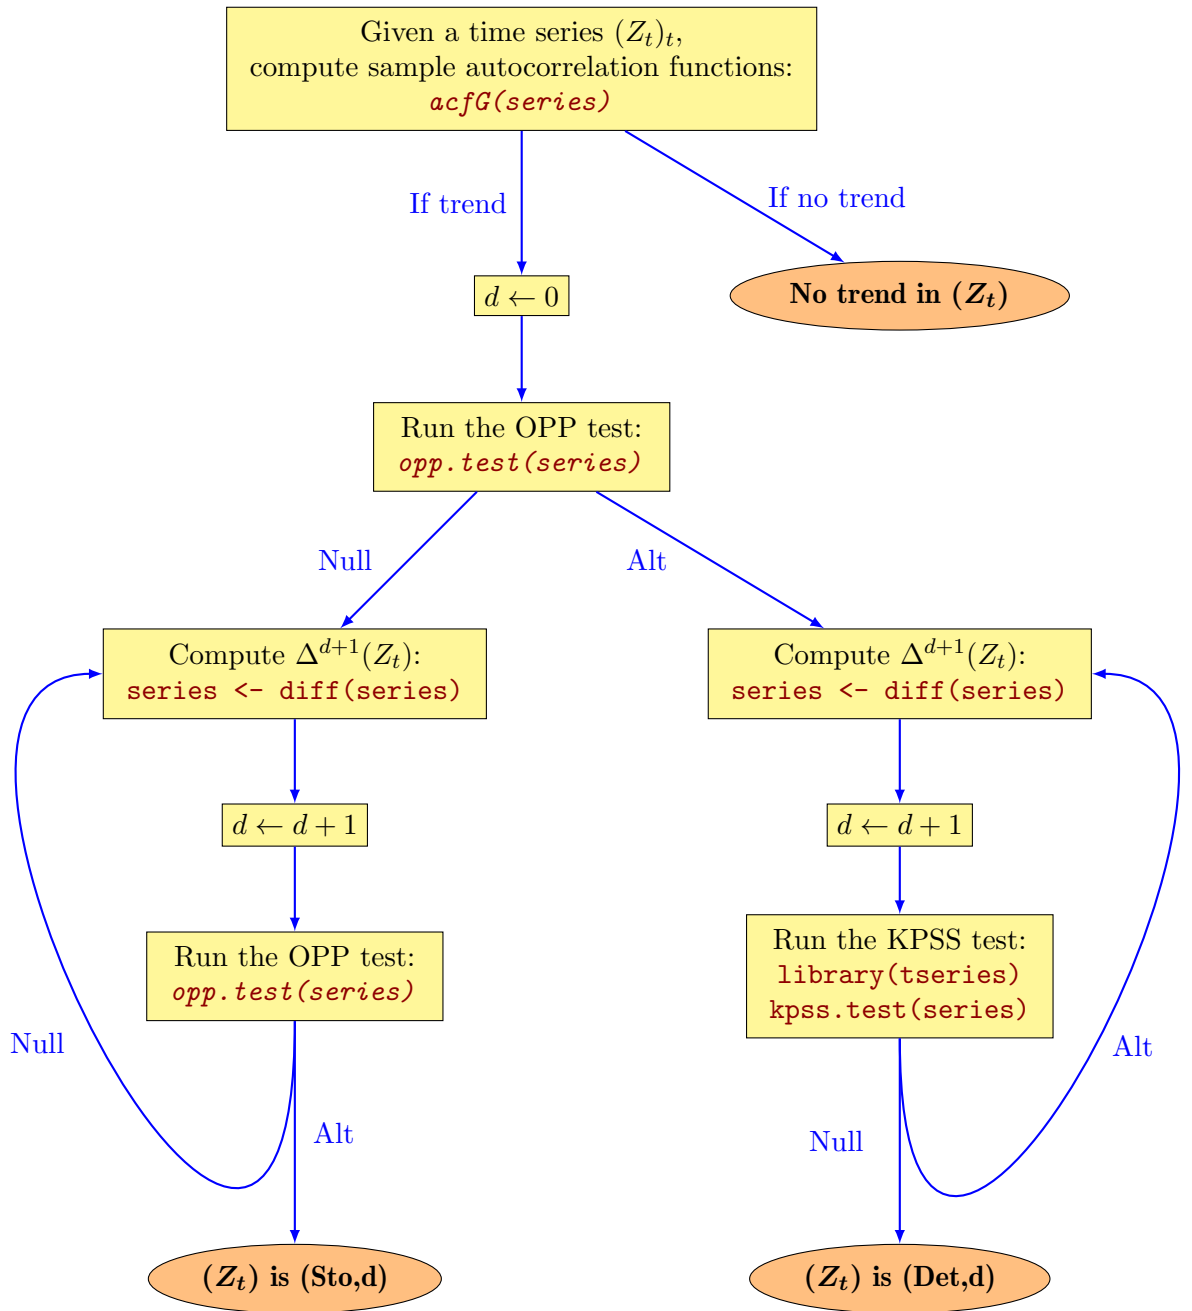 Given a time series (Z_t)_t,
compute sample autocorrelation functions:
acfG(series)
If trend
If no trend
d ← 0
No trend in (Z_t)
Run the OPP test:
opp.test(series)
Null
Alt
Compute Δ^{d+1}(Z_t):
series <- diff(series)
Compute Δ^{d+1}(Z_t):
series <- diff(series)
d ← d + 1
d ← d + 1
Run the OPP test:
opp.test(series)
Run the KPSS test:
library(tseries)
kpss.test(series)
Null
Alt
Alt
Null
(Z_t) is (Sto,d)
(Z_t) is (Det,d)